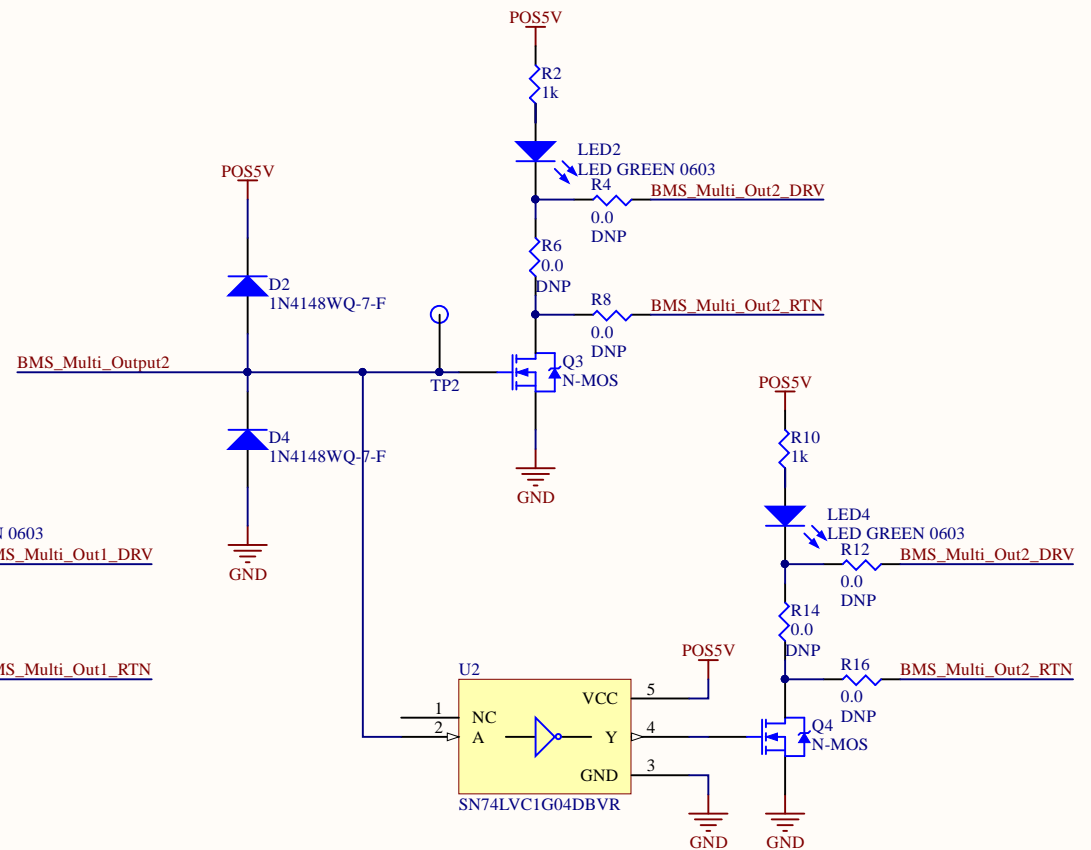 POS5V
R2
1k
LED2
LED GREEN 0603
R4
BMS_Multi_Out2_DRV
0.0
DNP
R6
0.0
DNP
R8
BMS_Multi_Out2_RTN
0.0
DNP
POS5V
D2
1N4148WQ-7-F
BMS_Multi_Output2
TP2
Q3
N-MOS
GND
D4
1N4148WQ-7-F
GND
N 0603
MS_Multi_Out1_DRV
MS_Multi_Out1_RTN
POS5V
R10
1k
LED4
LED GREEN 0603
R12
BMS_Multi_Out2_DRV
0.0
DNP
R14
0.0
DNP
R16
BMS_Multi_Out2_RTN
0.0
DNP
Q4
N-MOS
GND
U2
POS5V
VCC 5
1 NC
2 A
Y 4
GND 3
SN74LVC1G04DBVR
GND